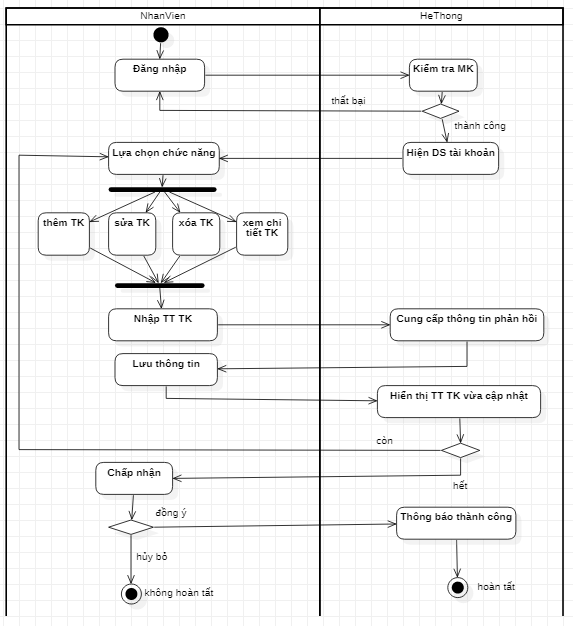 NhanVien
HeThong
Đăng nhập
Kiểm tra MK
thất bại
thành công
Lựa chọn chức năng
Hiện DS tài khoản
thêm TK
sửa TK
xóa TK
xem chi
tiết TK
Nhập TT TK
Cung cấp thông tin phản hồi
Lưu thông tin
Hiển thị TT TK vừa cập nhật
còn
Chấp nhận
hết
đồng ý
Thông báo thành công
hủy bỏ
không hoàn tất
hoàn tất